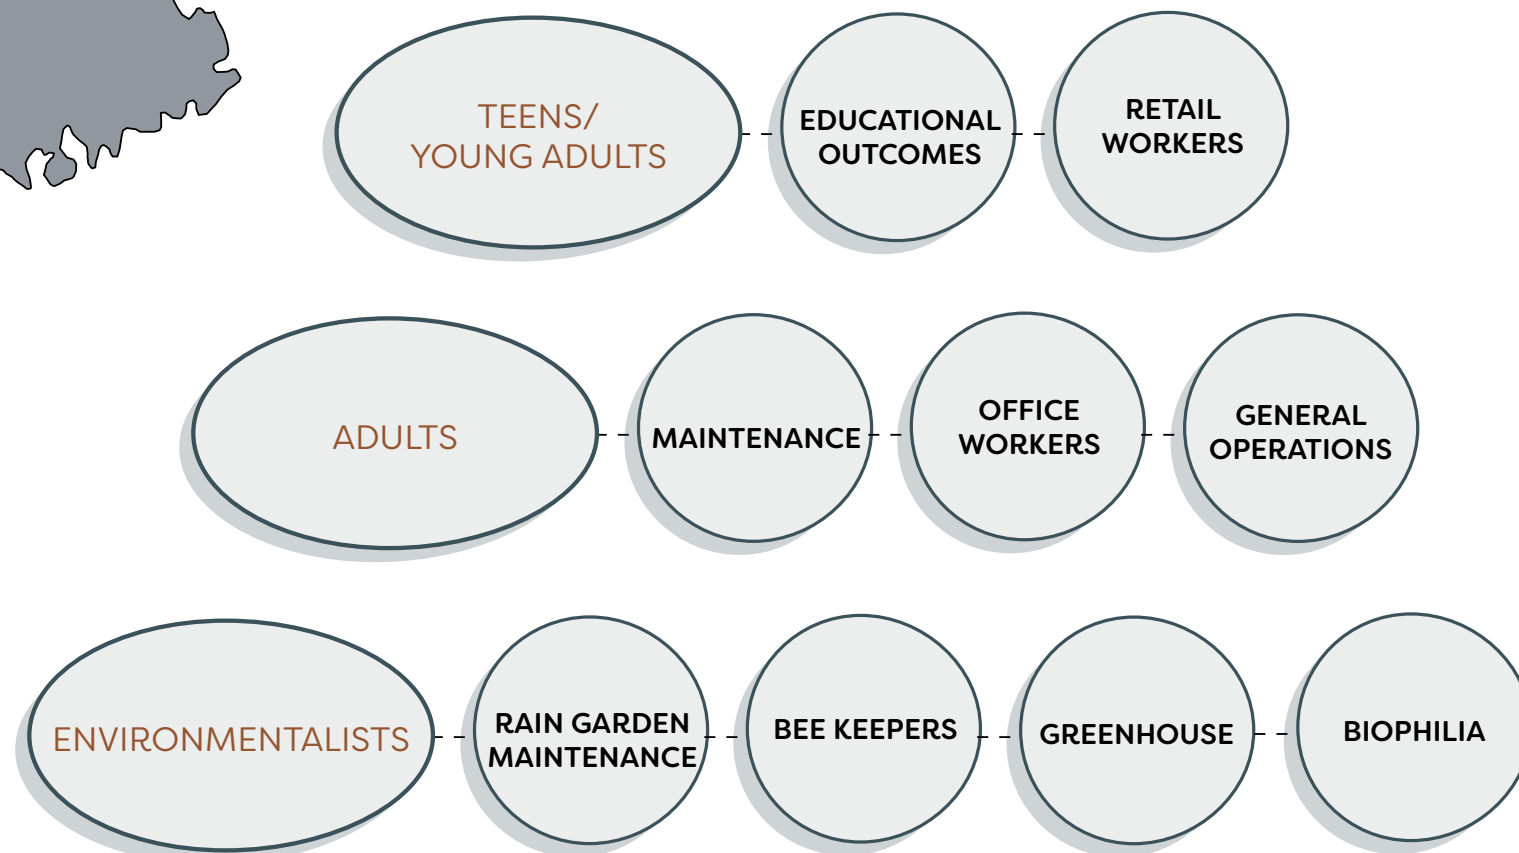 TEENS/
YOUNG ADULTS
EDUCATIONAL
OUTCOMES
RETAIL
WORKERS
ADULTS
MAINTENANCE
OFFICE
WORKERS
GENERAL
OPERATIONS
ENVIRONMENTALISTS
RAIN GARDEN
MAINTENANCE
BEE KEEPERS
GREENHOUSE
BIOPHILIA